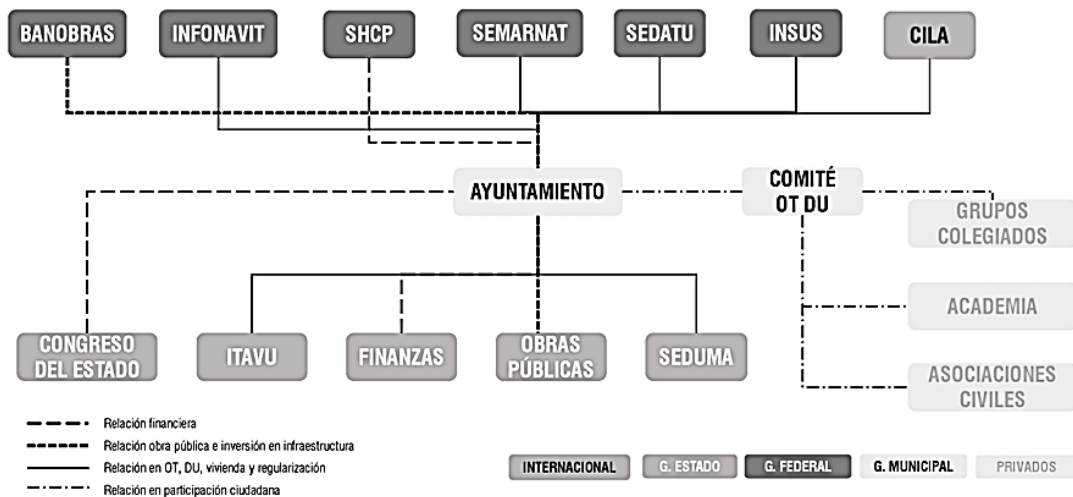 BANOBRAS
INFONAVIT
SHCP
SEMARNAT
SEDATU
INSUS
CILA
AYUNTAMIENTO
COMITÉ
OT DU
GRUPOS
COLEGIADOS
ACADEMIA
ASOCIACIONES
CIVILES
CONGRESO
DEL ESTADO
ITAVU
FINANZAS
OBRAS
PÚBLICAS
SEDUMA
Relación financiera
Relación obra pública e inversión en infraestructura
Relación en OT, DU, vivienda y regularización
Relación en participación ciudadana
INTERNACIONAL
G. ESTADO
G. FEDERAL
G. MUNICIPAL
PRIVADOS